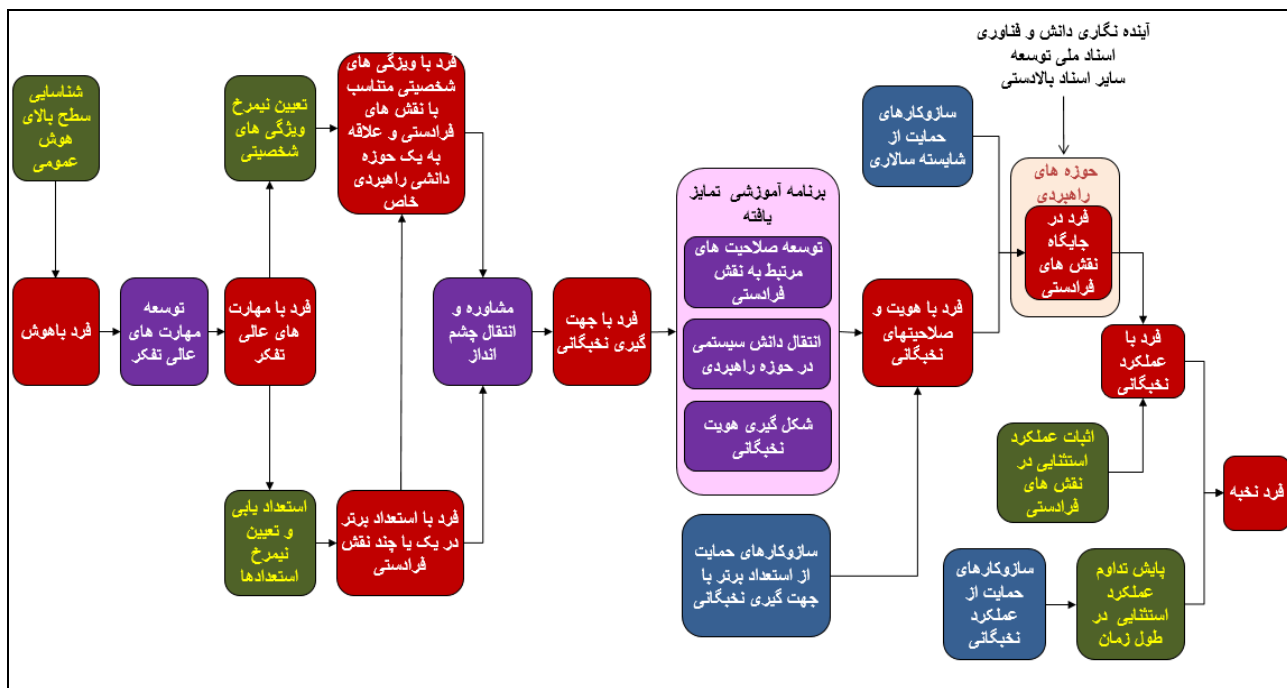 شناسایی
سطح بالای
هوش
عمومی
فرد باهوش
توسعه
مهارت های
عالی تفکر
فرد با مهارت
های عالی
تفکر
تعیین نیمرخ
ویژگی های
شخصیتی
فرد با ویژگی های
شخصیتی متناسب
با نقش های
فرادستی و علاقه
به یک حوزه
دانشی راهبردی
خاص
استعداد یابی
و تعیین
نیمرخ
استعدادها
فرد با استعداد برتر
در یک یا چند نقش
فرادستی
مشاوره و
انتقال چشم
انداز
فرد با جهت
گیری نخبگانی
برنامه آموزشی تمایز
یافته
توسعه صلاحیت های
مرتبط به نقش
فرادستی
انتقال دانش سیستمی
در حوزه راهبردی
شکل گیری هویت
نخبگانی
سازوکارهای حمایت
از استعداد برتر با
جهت گیری نخبگانی
فرد با هویت و
صلاحیتهای
نخبگانی
سازوکارهای
حمایت از
شایسته سالاری
آینده نگاری دانش و فناوری
اسناد ملی توسعه
سایر اسناد بالادستی
حوزه های
راهبردی
فرد در
جایگاه
نقش های
فرادستی
فرد با
عملکرد
نخبگانی
اثبات عملکرد
استثنایی در
نقش های
فرادستی
سازوکارهای
حمایت از
عملکرد
نخبگانی
پایش تداوم
عملکرد
استثنایی در
طول زمان
فرد نخبه